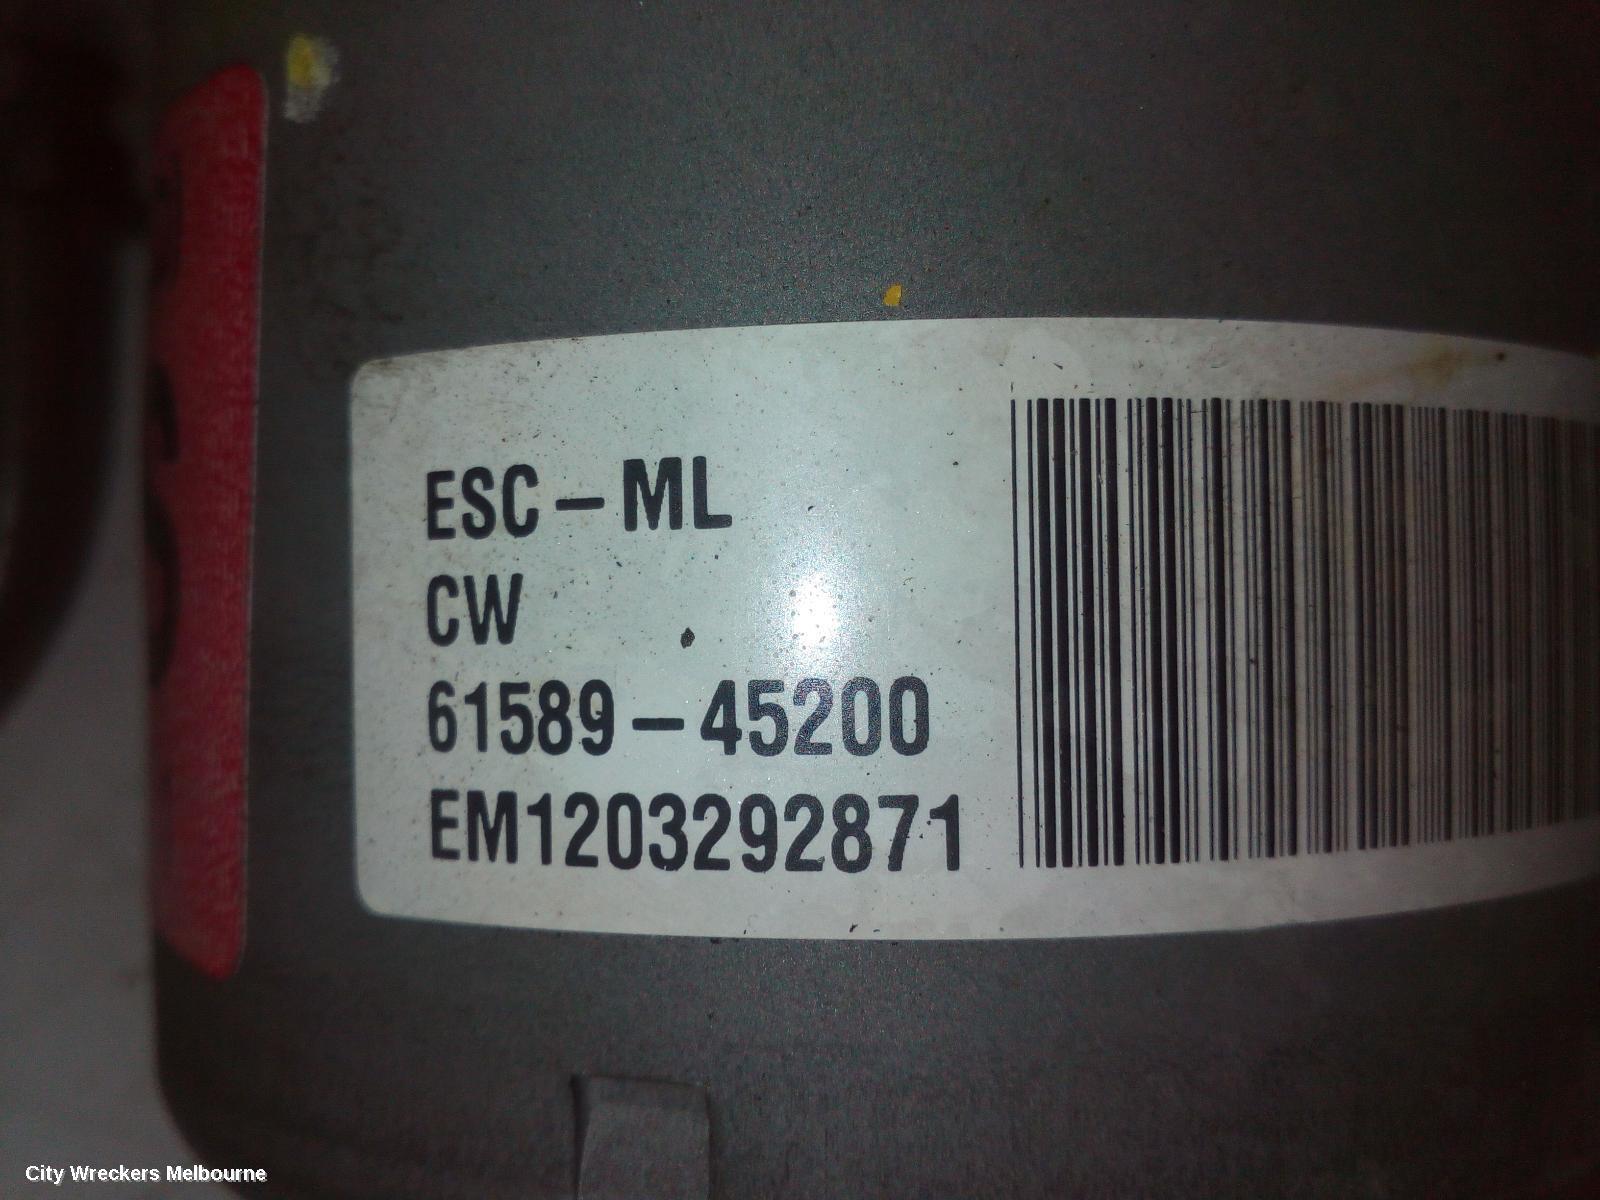 ESC-ML
CW
61589-45200
EM1203292871
City Wreckers Melbourne